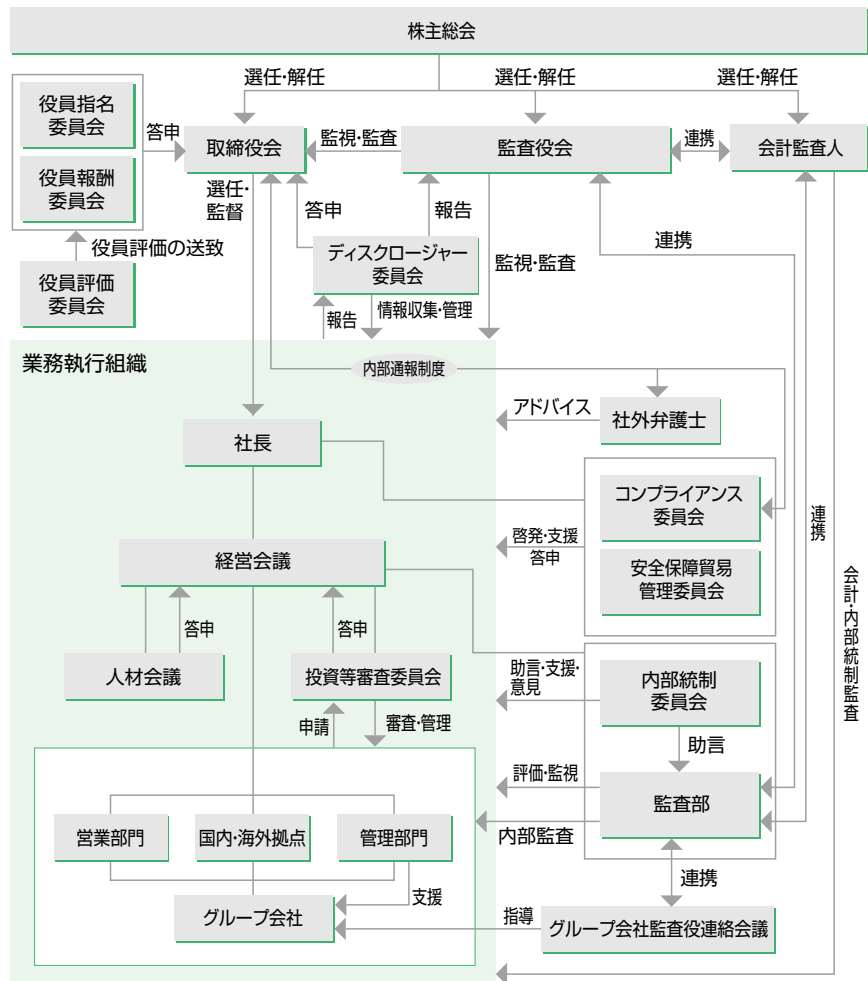 株主総会
選任・解任
選任・解任
選任・解任
役員指名
委員会
答申
取締役会
監視・監査
監査役会
連携
会計監査人
役員報酬
委員会
選任・
監督
答申
報告
役員評価の送致
ディスクロージャー
委員会
監視・監査
連携
役員評価
委員会
報告
情報収集・管理
業務執行組織
内部通報制度
アドバイス
社外弁護士
社長
コンプライアンス
委員会
啓発・支援
答申
連携
経営会議
安全保障貿易
管理委員会
会計・内部統制監査
答申
答申
人材会議
投資等審査委員会
助言・支援・
意見
内部統制
委員会
申請
審査・管理
助言
評価・監視
監査部
営業部門
国内・海外拠点
管理部門
内部監査
支援
連携
グループ会社
指導
グループ会社監査役連絡会議